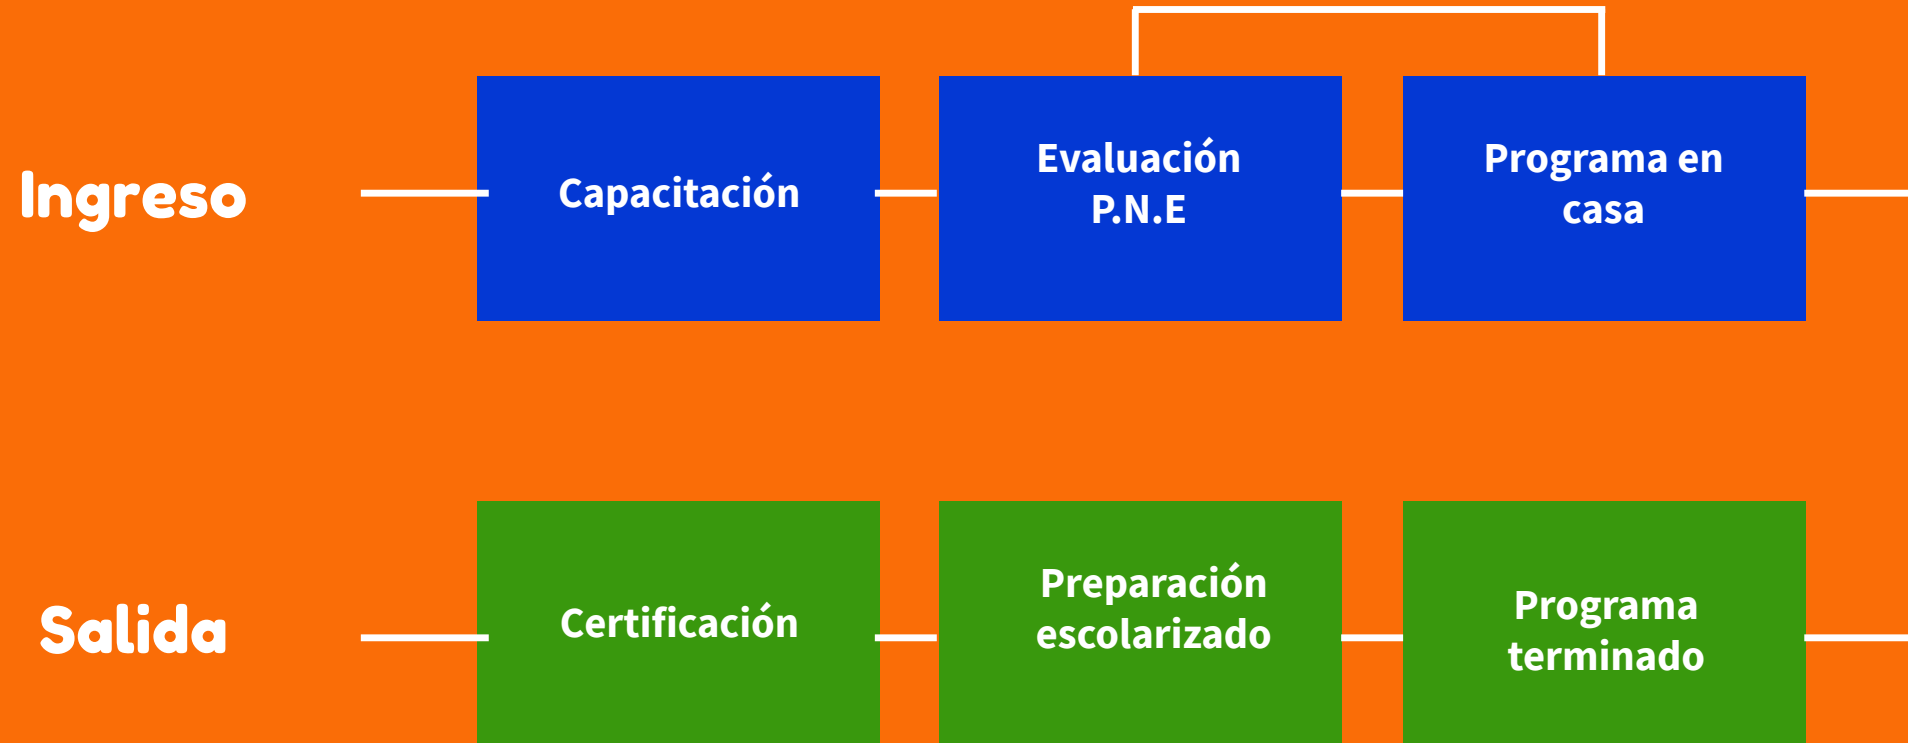 Ingreso
Capacitación
Evaluación
P.N.E
Programa en
casa
Salida
Certificación
Preparación
escolarizado
Programa
terminado